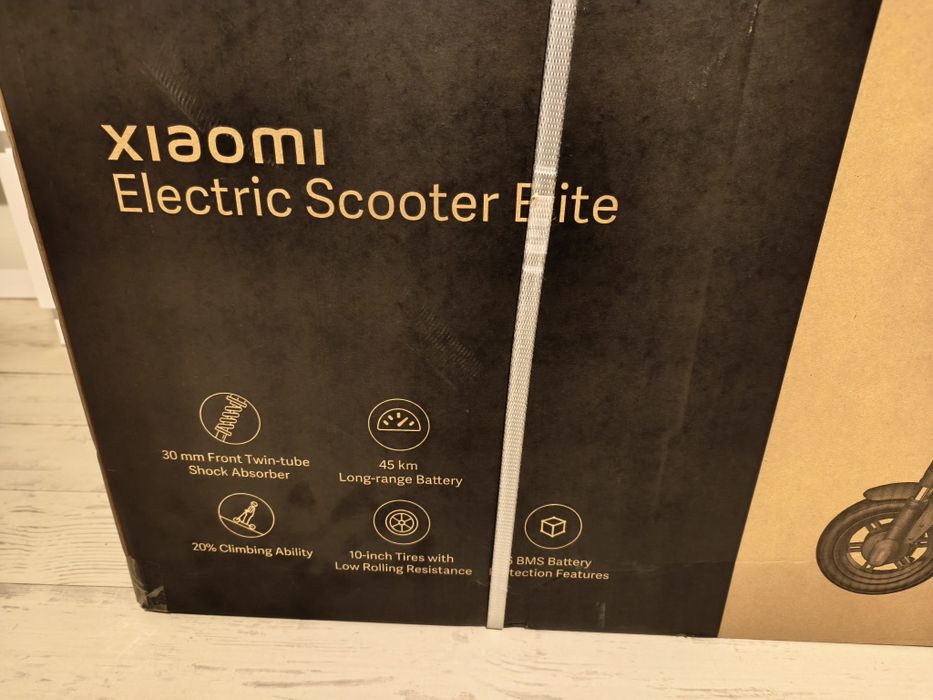 xiaomi
Electric Scooter Elite
30 mm Front Twin-tube
Shock Absorber
45 km
Long-range Battery
20% Climbing Ability
10-inch Tires with
Low Rolling Resistance
BMS Battery
Features